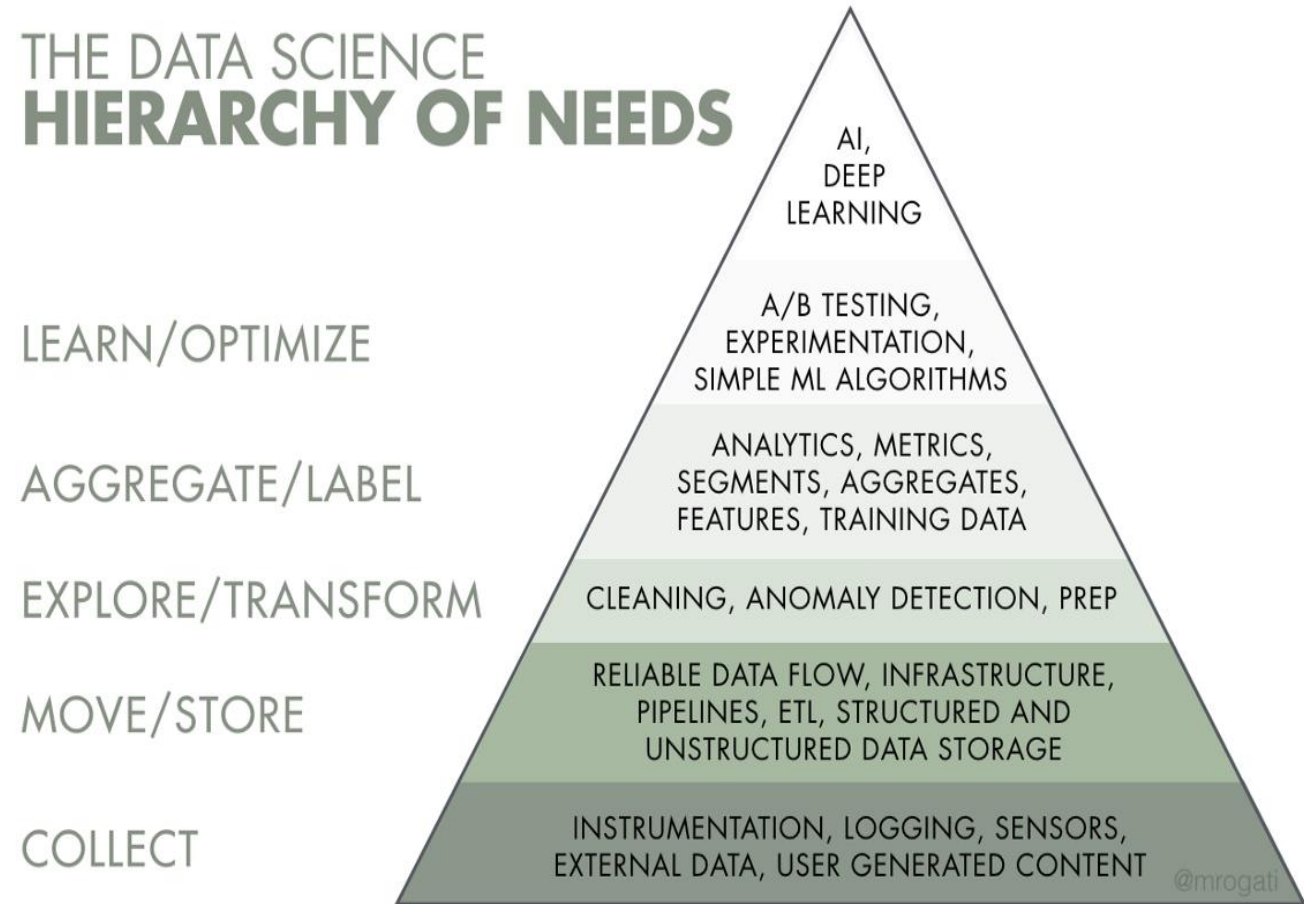 THE DATA SCIENCE
HIERARCHY OF NEEDS
AI,
DEEP
LEARNING
LEARN/OPTIMIZE
A/B TESTING,
EXPERIMENTATION,
SIMPLE ML ALGORITHMS
AGGREGATE/LABEL
ANALYTICS, METRICS,
SEGMENTS, AGGREGATES,
FEATURES, TRAINING DATA
EXPLORE/TRANSFORM
CLEANING, ANOMALY DETECTION, PREP
MOVE/STORE
RELIABLE DATA FLOW, INFRASTRUCTURE,
PIPELINES, ETL, STRUCTURED AND
UNSTRUCTURED DATA STORAGE
COLLECT
INSTRUMENTATION, LOGGING, SENSORS,
EXTERNAL DATA, USER GENERATED CONTENT
@mrogati